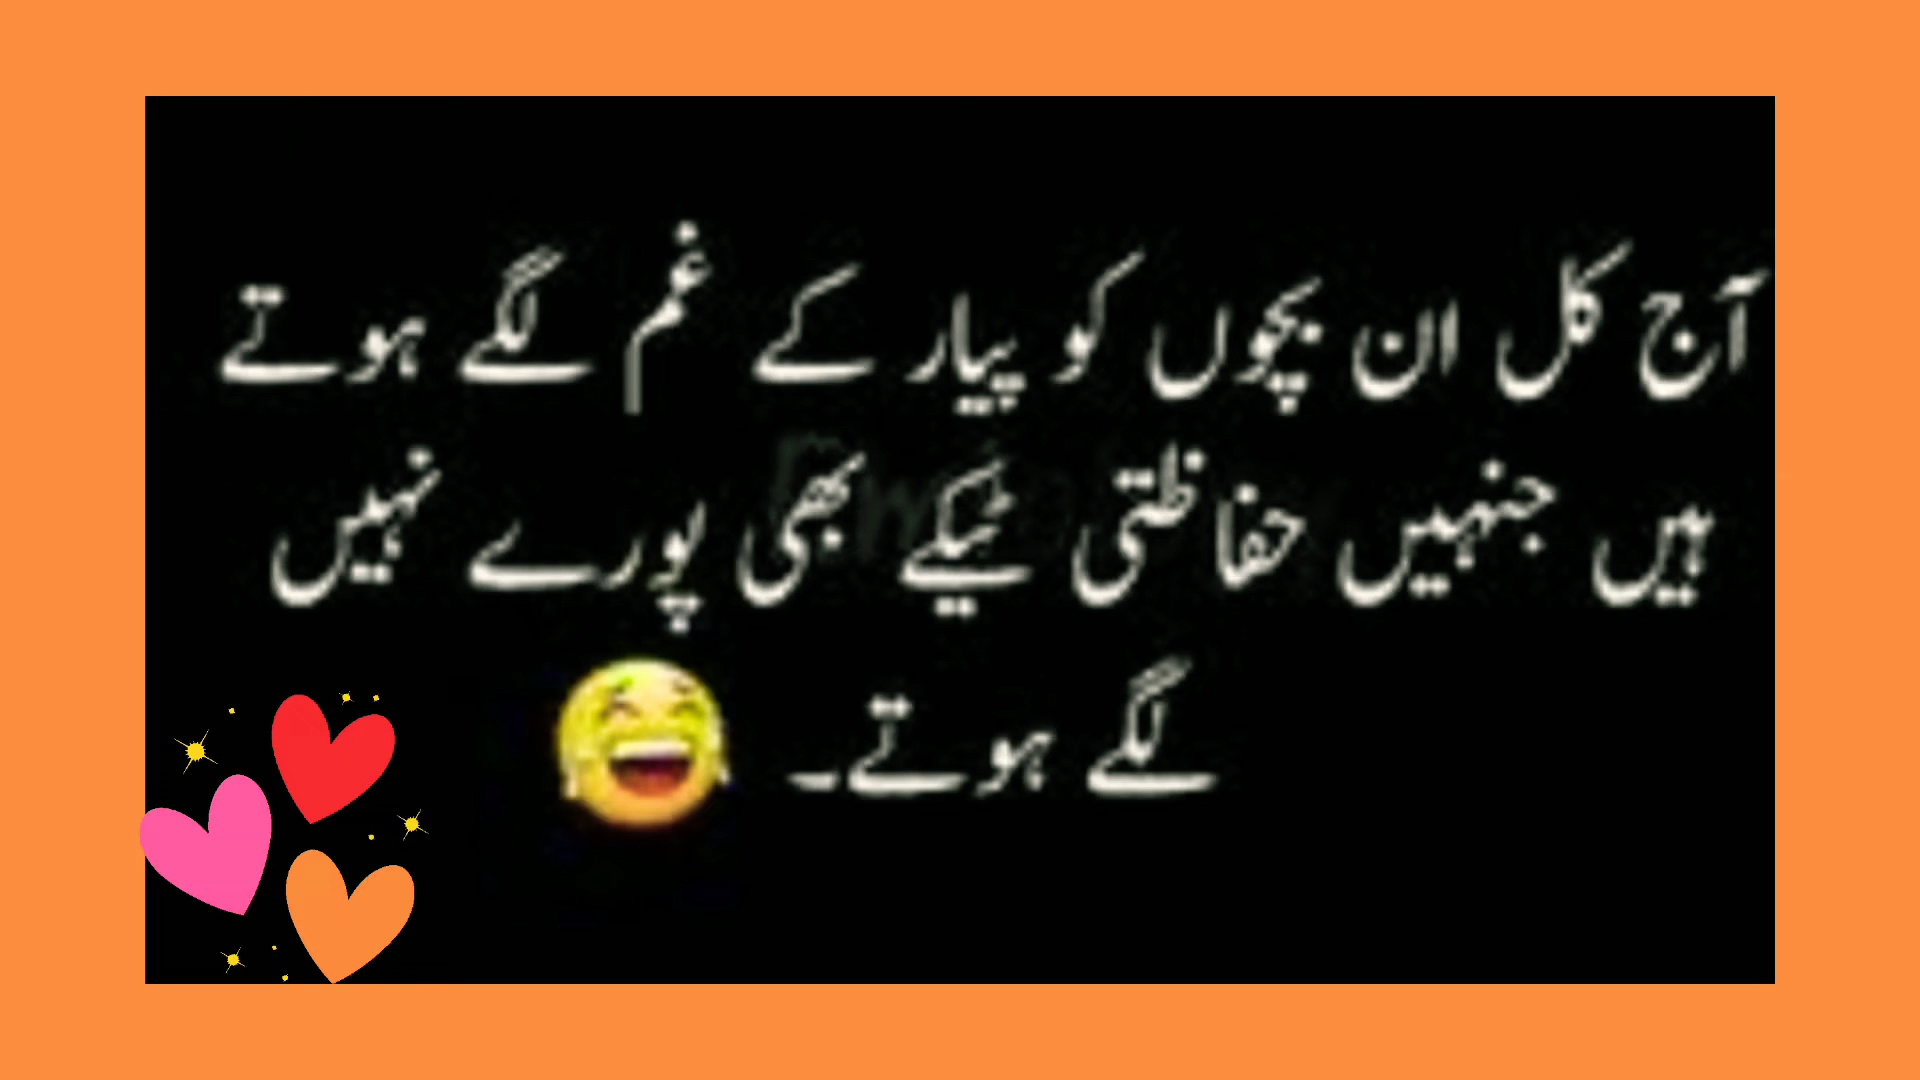 آج کل ان بچوں کو پیار کے غم لگے ہوتے
ہیں جنہیں حفاظتی ٹیکے بھی پورے نہیں
لگے ہوتے۔ 😂